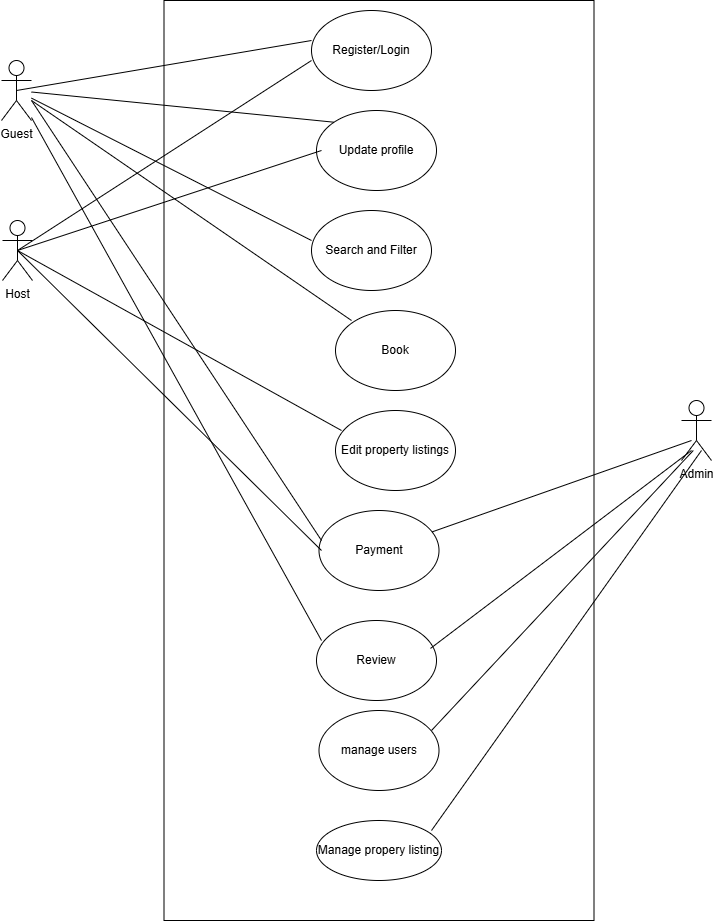 Register/Login
Guest
Update profile
Host
Search and Filter
Book
Edit property listings
Admin
Payment
Review
manage users
Manage propery listing